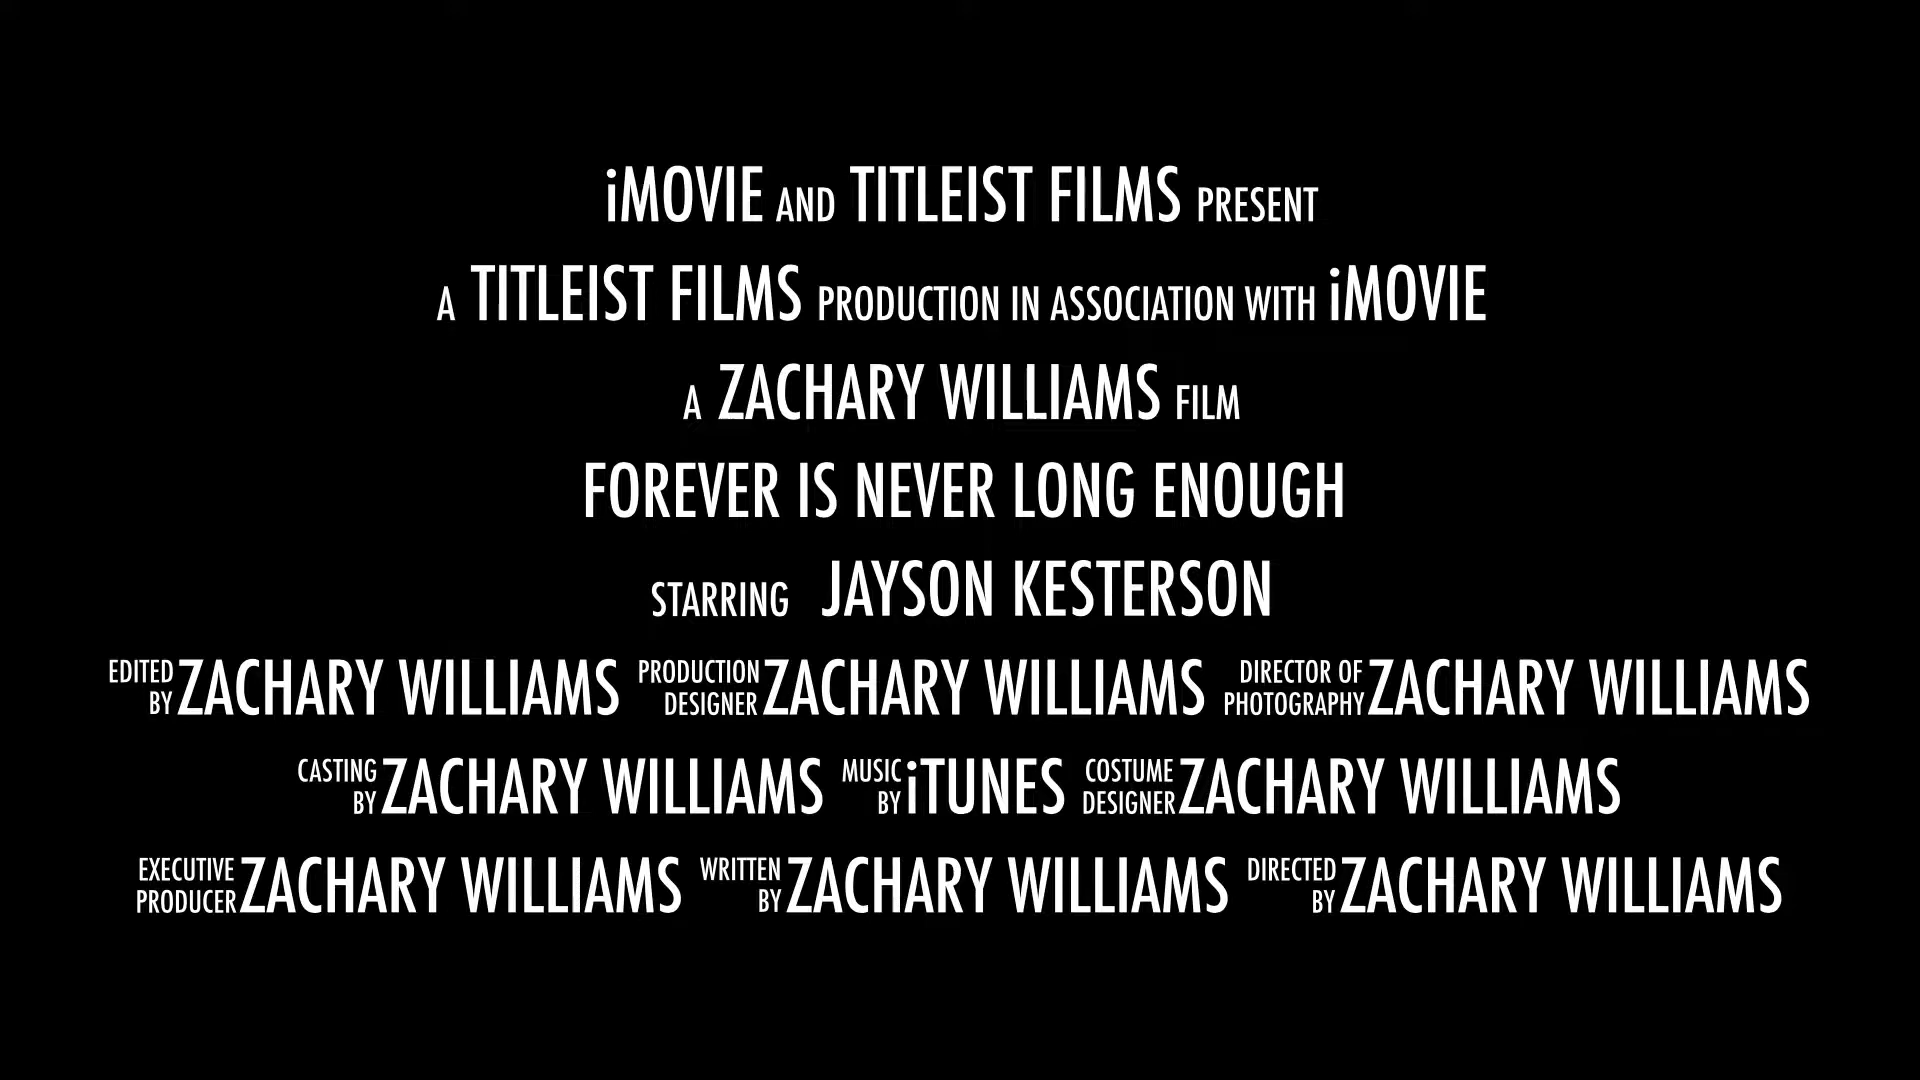 iMOVIE AND TITLEIST FILMS PRESENT
A TITLEIST FILMS PRODUCTION IN ASSOCIATION WITH iMOVIE
A ZACHARY WILLIAMS FILM
FOREVER IS NEVER LONG ENOUGH
STARRING JAYSON KESTERSON
EDITED BY ZACHARY WILLIAMS PRODUCTION DESIGNER ZACHARY WILLIAMS DIRECTOR OF PHOTOGRAPHY ZACHARY WILLIAMS
CASTING BY ZACHARY WILLIAMS MUSIC BY iTUNES COSTUME DESIGNER ZACHARY WILLIAMS
EXECUTIVE PRODUCER ZACHARY WILLIAMS WRITTEN BY ZACHARY WILLIAMS DIRECTED BY ZACHARY WILLIAMS